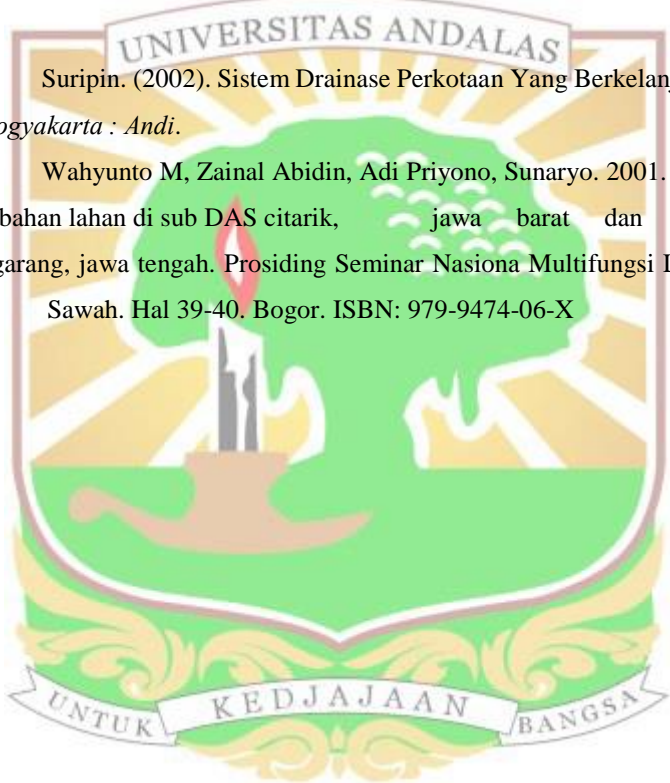 UNIVERSITAS ANDALAS
Suripin. (2002). Sistem Drainase Perkotaan Yang Berkelan
ogyakarta : Andi.
Wahyunto M, Zainal Abidin, Adi Priyono, Sunaryo. 2001.
bahan lahan di sub DAS citarik, jawa barat dan
garang, jawa tengah. Prosiding Seminar Nasiona Multifungsi
Sawah. Hal 39-40. Bogor. ISBN: 979-9474-06-X
UNTUK KEDJAJAAN BANGSA